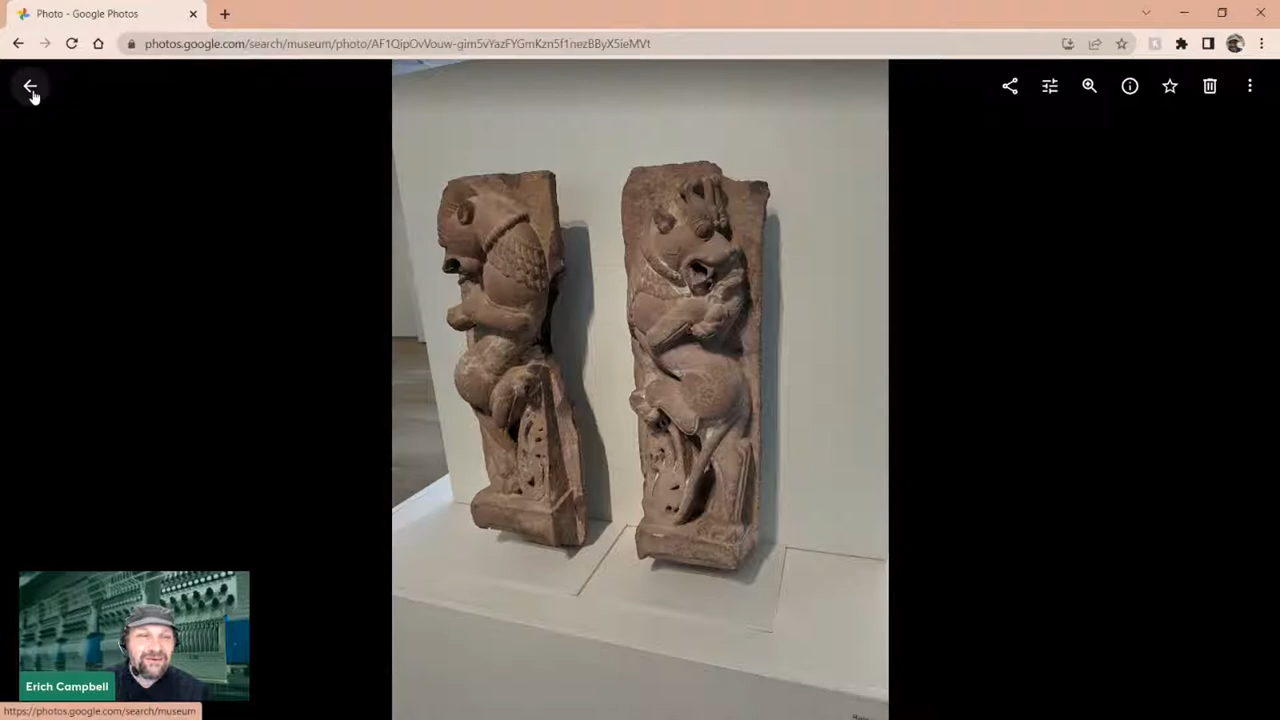 Photo - Google Photos
photos.google.com/search/museum/photo/AF1QipOvVouw-gim5vYazFYGmKzn5f1nezBByX5ieMVt
Erich Campbell
https://photos.google.com/search/museum